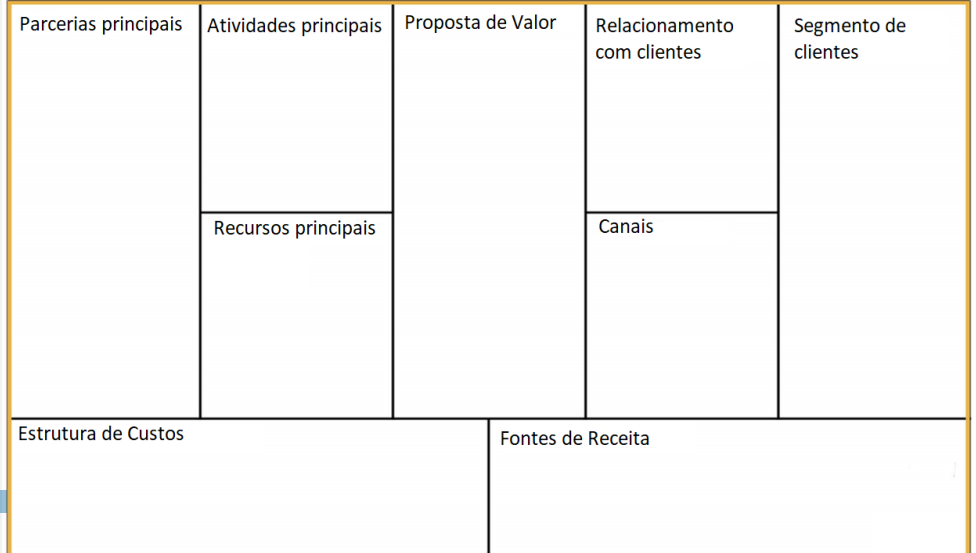 Parcerias principais
Atividades principais
Proposta de Valor
Relacionamento
com clientes
Segmento de
clientes
Recursos principais
Canais
Estrutura de Custos
Fontes de Receita